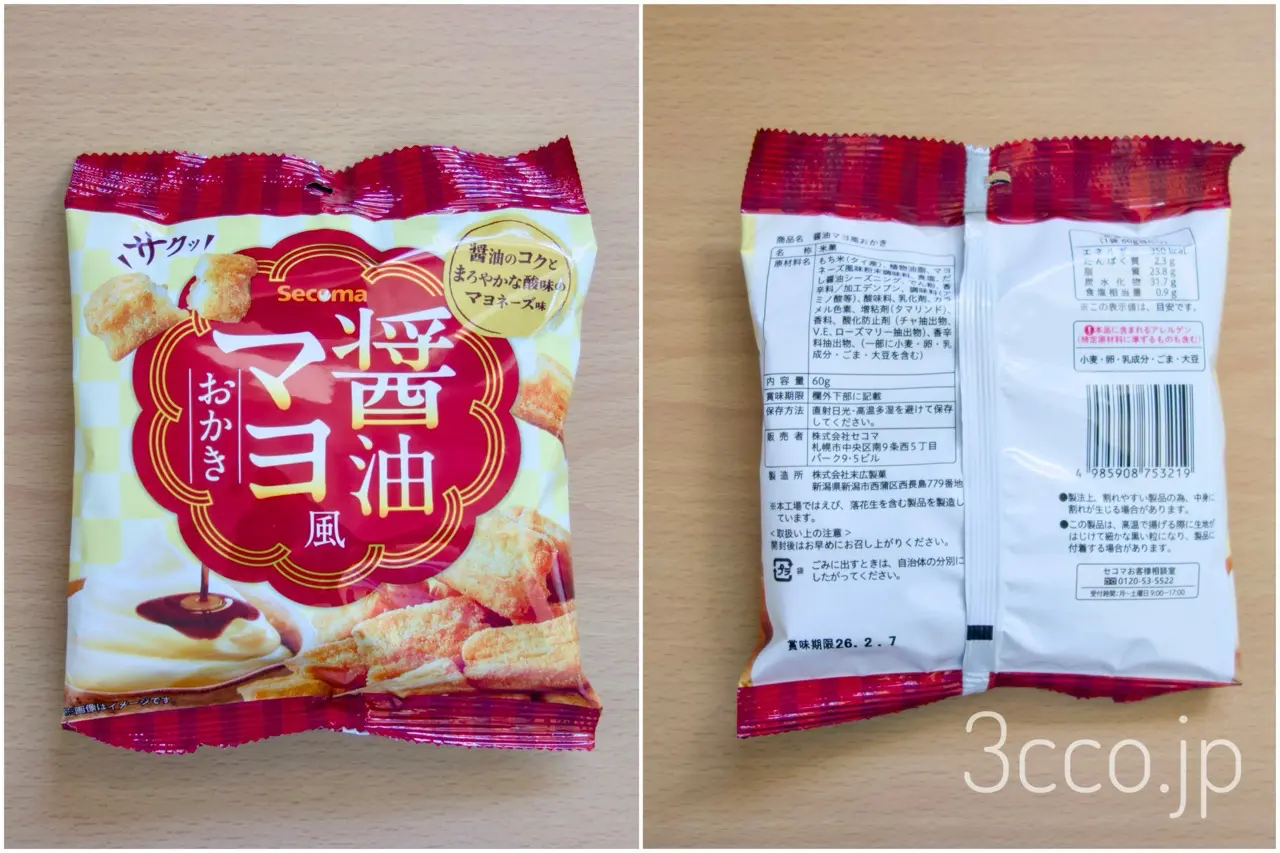 サクッ!
Secoma
醤油のコクと
まろやかな酸味の
マヨネーズ味
醤油
マヨ
風
おかき
※画像はイメージです。
商品名 醤油マヨ風おかき
名称 米菓
原材料名 もち米(タイ産)、植物油脂、マヨ
ネーズ風味粉末調味料、食塩、だ
し醤油シーズニング、でん粉、香
辛料/加工デンプン、調味料(ア
ミノ酸等)、酸味料、乳化剤、カラ
メル色素、増粘剤(タマリンド)、
香料、酸化防止剤(チャ抽出物、
V.E、ローズマリー抽出物)、香辛
料抽出物、(一部に小麦・卵・乳
成分・ごま・大豆を含む)
内容量 60g
賞味期限 欄外下部に記載
保存方法 直射日光・高温多湿を避けて保存
してください。
販売者 株式会社セコマ
札幌市中央区南9条西5丁目
パーク9・5ビル
製造所 株式会社末広製菓
新潟県新潟市西蒲区西長島779番地
※本工場ではえび、落花生を含む製品を製造し
ています。
<取扱い上の注意>
開封後はお早めにお召し上がりください。
プラ 袋 ごみに出すときは、自治体の分別に
したがってください。
賞味期限26.2.7
(1袋 60g当たり)
エネルギー 350kcal
たんぱく質 2.3g
脂質 23.8g
炭水化物 31.7g
食塩相当量 0.9g
※この表示値は、目安です。
!本品に含まれるアレルゲン
(特定原材料に準ずるものも含む)
小麦・卵・乳成分・ごま・大豆
4 985908 753219
●製法上、割れやすい製品の為、中身に
割れが生じる場合があります。
●この製品は、高温で揚げる際に生地が
はじけて細かな黒い粒になり、製品に
付着する場合があります。
セコマお客様相談室
0120-53-5522
受付時間:月~土曜日9:00~17:00
3cco.jp